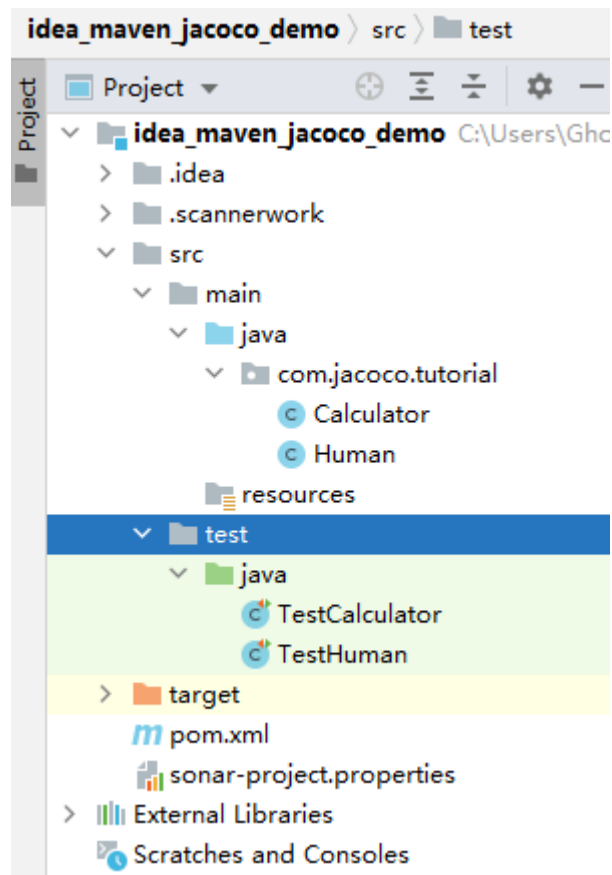 idea_maven_jacoco_demo 〉 src 〉 test
Project
Project
idea_maven_jacoco_demo C:\Users\Gho
.idea
.scannerwork
src
main
java
com.jacoco.tutorial
Calculator
Human
resources
test
java
TestCalculator
TestHuman
target
pom.xml
sonar-project.properties
External Libraries
Scratches and Consoles